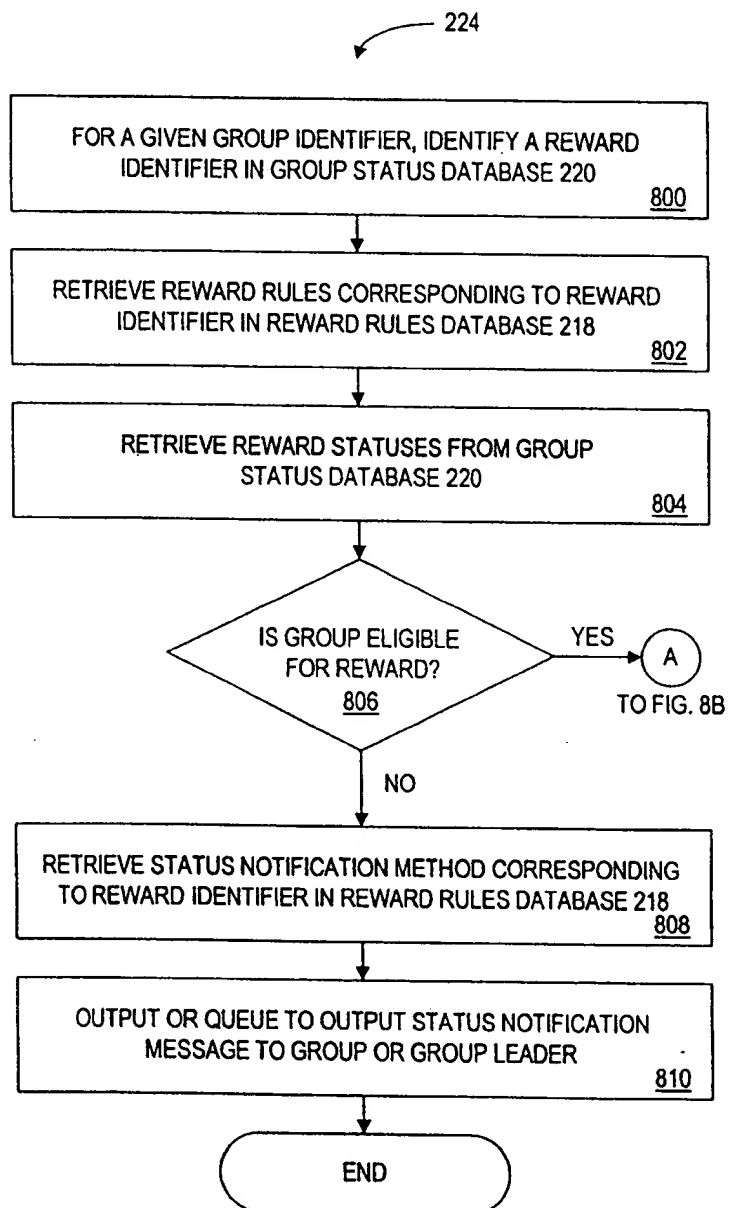 224
FOR A GIVEN GROUP IDENTIFIER, IDENTIFY A REWARD
IDENTIFIER IN GROUP STATUS DATABASE 220
800
RETRIEVE REWARD RULES CORRESPONDING TO REWARD
IDENTIFIER IN REWARD RULES DATABASE 218
802
RETRIEVE REWARD STATUSES FROM GROUP
STATUS DATABASE 220
804
IS GROUP ELIGIBLE
FOR REWARD?
806
YES
A
TO FIG. 8B
NO
RETRIEVE STATUS NOTIFICATION METHOD CORRESPONDING
TO REWARD IDENTIFIER IN REWARD RULES DATABASE 218
808
OUTPUT OR QUEUE TO OUTPUT STATUS NOTIFICATION
MESSAGE TO GROUP OR GROUP LEADER
810
END